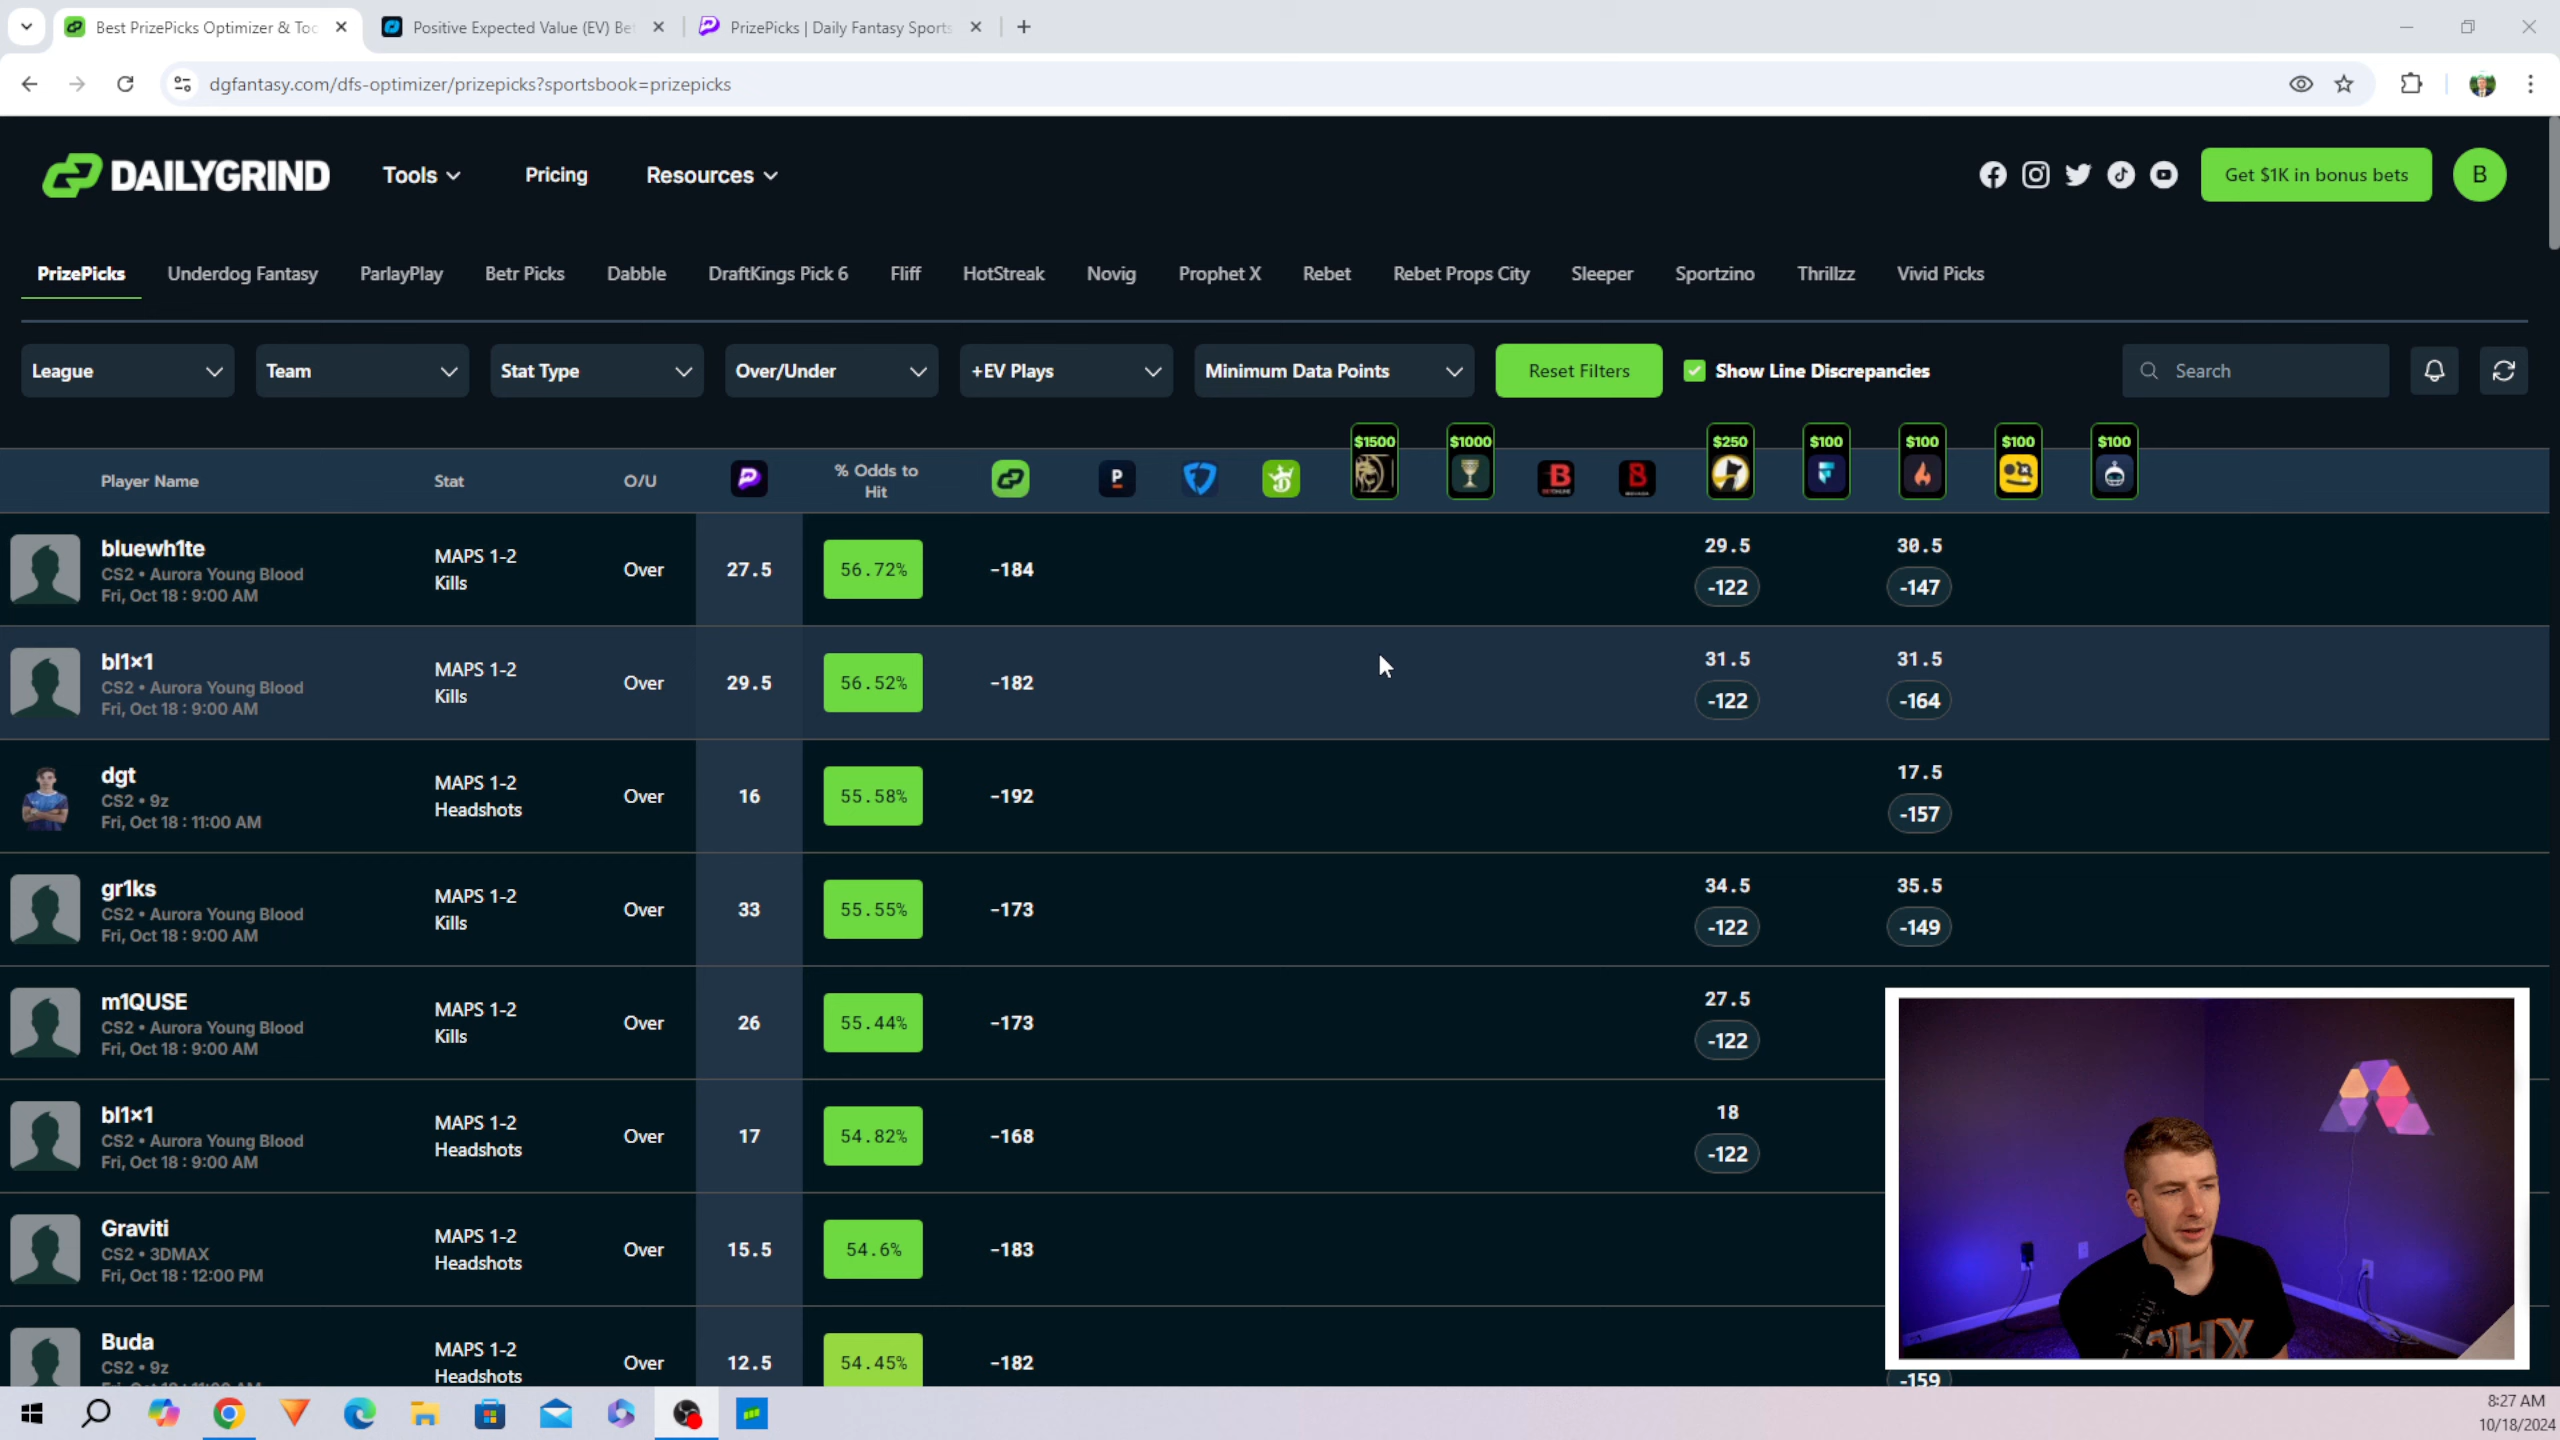 Best PrizePicks Optimizer & Too
Positive Expected Value (EV) Be
PrizePicks | Daily Fantasy Sports
dgfantasy.com/dfs-optimizer/prizepicks?sportsbook=prizepicks
DAILYGRIND
Tools
Pricing
Resources
Get $1K in bonus bets
B
PrizePicks
Underdog Fantasy
ParlayPlay
Betr Picks
Dabble
DraftKings Pick 6
Fliff
HotStreak
Novig
Prophet X
Rebet
Rebet Props City
Sleeper
Sportzino
Thrillzz
Vivid Picks
League
Team
Stat Type
Over/Under
+EV Plays
Minimum Data Points
Reset Filters
Show Line Discrepancies
Search
$1500
$1000
$250
$100
$100
$100
$100
Player Name
Stat
O/U
% Odds to
Hit
P
B
B
bluewh1te
CS2 • Aurora Young Blood
Fri, Oct 18 : 9:00 AM
MAPS 1-2
Kills
Over
27.5
56.72%
-184
29.5
-122
30.5
-147
bl1×1
CS2 • Aurora Young Blood
Fri, Oct 18 : 9:00 AM
MAPS 1-2
Kills
Over
29.5
56.52%
-182
31.5
-122
31.5
-164
dgt
CS2 • 9z
Fri, Oct 18 : 11:00 AM
MAPS 1-2
Headshots
Over
16
55.58%
-192
17.5
-157
gr1ks
CS2 • Aurora Young Blood
Fri, Oct 18 : 9:00 AM
MAPS 1-2
Kills
Over
33
55.55%
-173
34.5
-122
35.5
-149
m1QUSE
CS2 • Aurora Young Blood
Fri, Oct 18 : 9:00 AM
MAPS 1-2
Kills
Over
26
55.44%
-173
27.5
-122
bl1×1
CS2 • Aurora Young Blood
Fri, Oct 18 : 9:00 AM
MAPS 1-2
Headshots
Over
17
54.82%
-168
18
-122
Graviti
CS2 • 3DMAX
Fri, Oct 18 : 12:00 PM
MAPS 1-2
Headshots
Over
15.5
54.6%
-183
Buda
CS2 • 9z
MAPS 1-2
Headshots
Over
12.5
54.45%
-182
-159
8:27 AM
10/18/2024